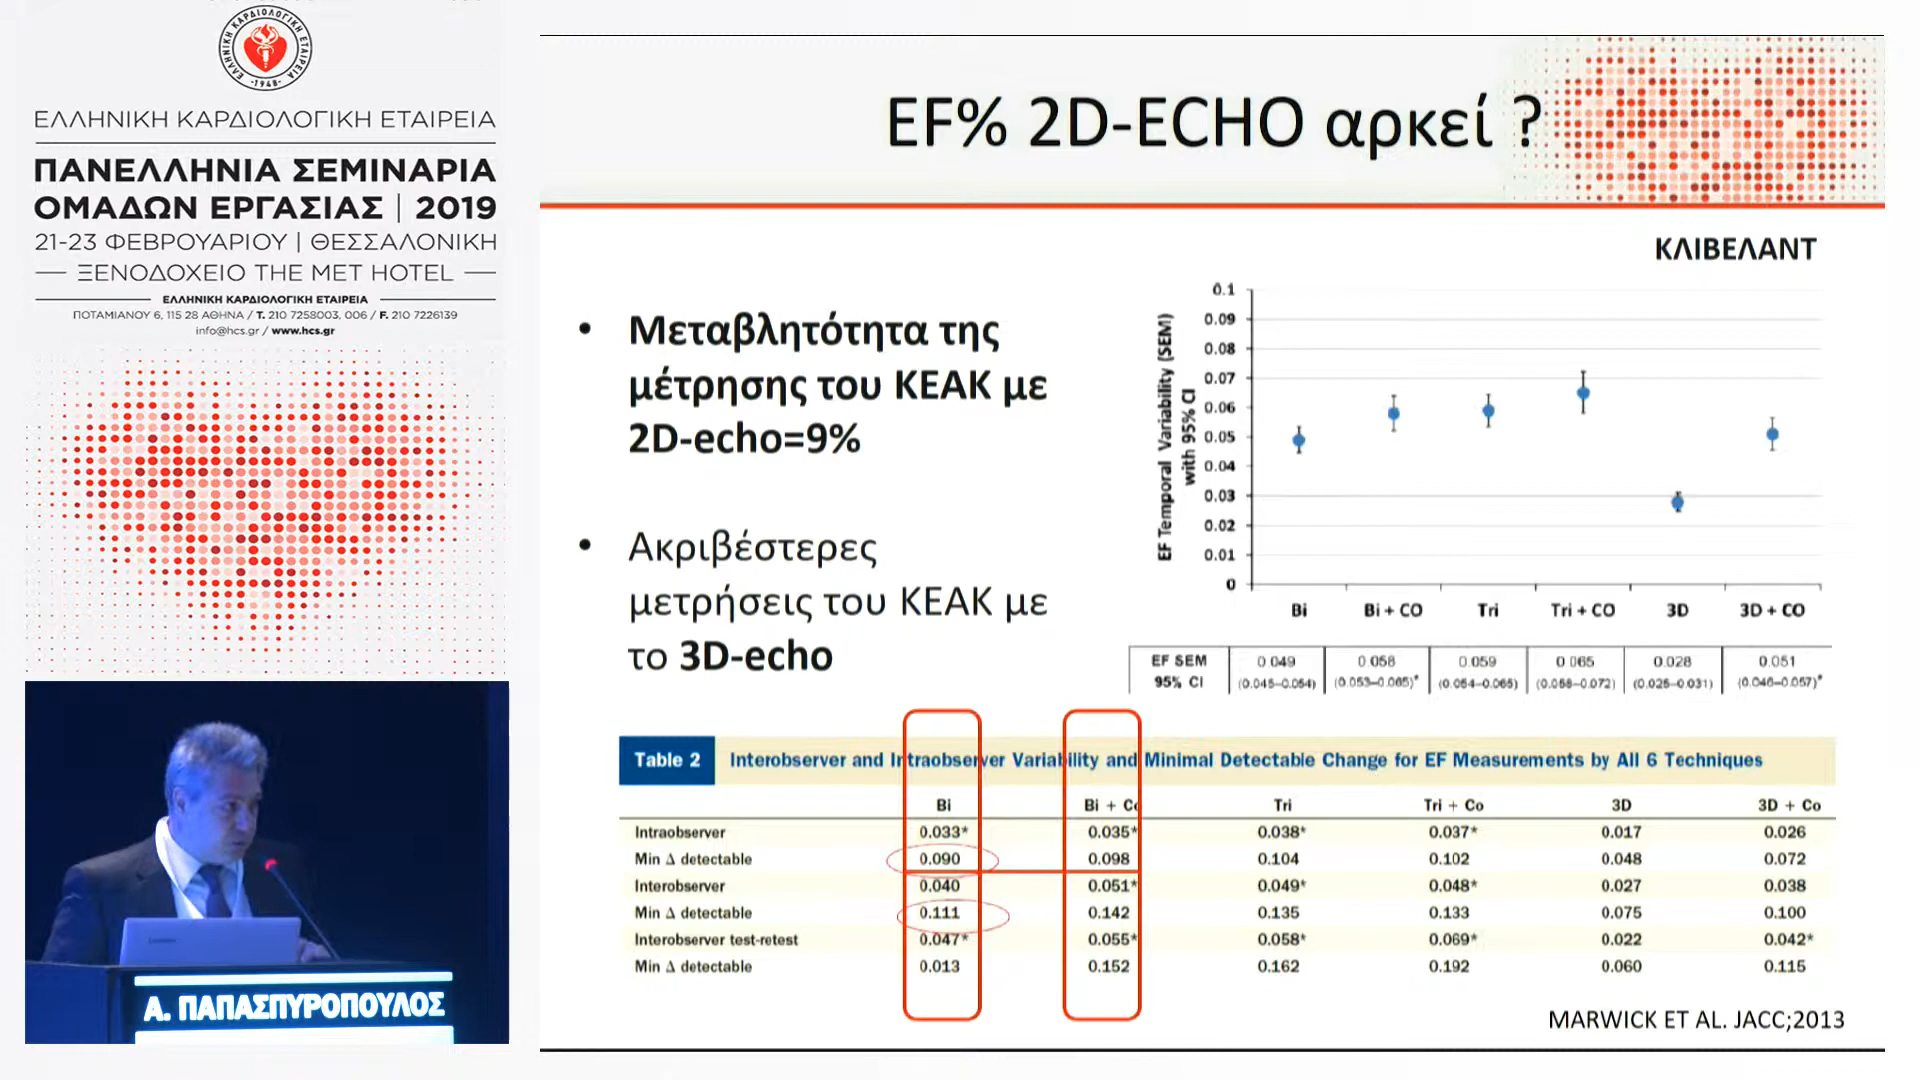 ΕΛΛΗΝΙΚΗ ΚΑΡΔΙΟΛΟΓΙΚΗ ΕΤΑΙΡΕΙΑ
·1948·
ΕΛΛΗΝΙΚΗ ΚΑΡΔΙΟΛΟΓΙΚΗ ΕΤΑΙΡΕΙΑ
ΠΑΝΕΛΛΗΝΙΑ ΣΕΜΙΝΑΡΙΑ
ΟΜΑΔΩΝ ΕΡΓΑΣΙΑΣ | 2019
21-23 ΦΕΒΡΟΥΑΡΙΟΥ | ΘΕΣΣΑΛΟΝΙΚΗ
ΞΕΝΟΔΟΧΕΙΟ THE MET HOTEL
ΕΛΛΗΝΙΚΗ ΚΑΡΔΙΟΛΟΓΙΚΗ ΕΤΑΙΡΕΙΑ
ΠΟΤΑΜΙΑΝΟΥ 6, 115 28 ΑΘΗΝΑ / T. 210 7258003, 006 / F. 210 7226139
info@hcs.gr / www.hcs.gr
Α. ΠΑΠΑΣΠΥΡΟΠΟΥΛΟΣ
EF% 2D-ECHO αρκεί ?
ΚΛΙΒΕΛΑΝΤ
• Μεταβλητότητα της
μέτρησης του ΚΕΑΚ με
2D-echo=9%
• Ακριβέστερες
μετρήσεις του ΚΕΑΚ με
το 3D-echo
EF Temporal Variability (SEM)
with 95% CI
0.1
0.09
0.08
0.07
0.06
0.05
0.04
0.03
0.02
0.01
0
Bi Bi + CO Tri Tri + CO 3D 3D + CO
EF SEM 0.049 0.058 0.059 0.065 0.028 0.051
95% CI (0.045–0.054) (0.053–0.065)* (0.054–0.065) (0.058–0.072) (0.025–0.031) (0.046–0.057)*
Table 2 Interobserver and Intraobserver Variability and Minimal Detectable Change for EF Measurements by All 6 Techniques
Bi Bi + Co Tri Tri + Co 3D 3D + Co
Intraobserver 0.033* 0.035* 0.038* 0.037* 0.017 0.026
Min Δ detectable 0.090 0.098 0.104 0.102 0.048 0.072
Interobserver 0.040 0.051* 0.049* 0.048* 0.027 0.038
Min Δ detectable 0.111 0.142 0.135 0.133 0.075 0.100
Interobserver test-retest 0.047* 0.055* 0.058* 0.069* 0.022 0.042*
Min Δ detectable 0.013 0.152 0.162 0.192 0.060 0.115
MARWICK ET AL. JACC;2013